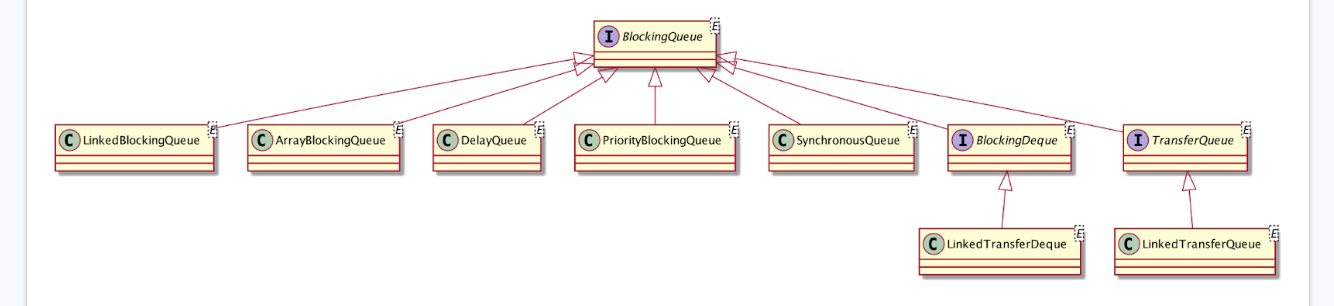 I BlockingQueue E
C LinkedBlockingQueue E
C ArrayBlockingQueue E
C DelayQueue E
C PriorityBlockingQueue E
C SynchronousQueue E
I BlockingDeque E
I TransferQueue E
C LinkedTransferDeque E
C LinkedTransferQueue E